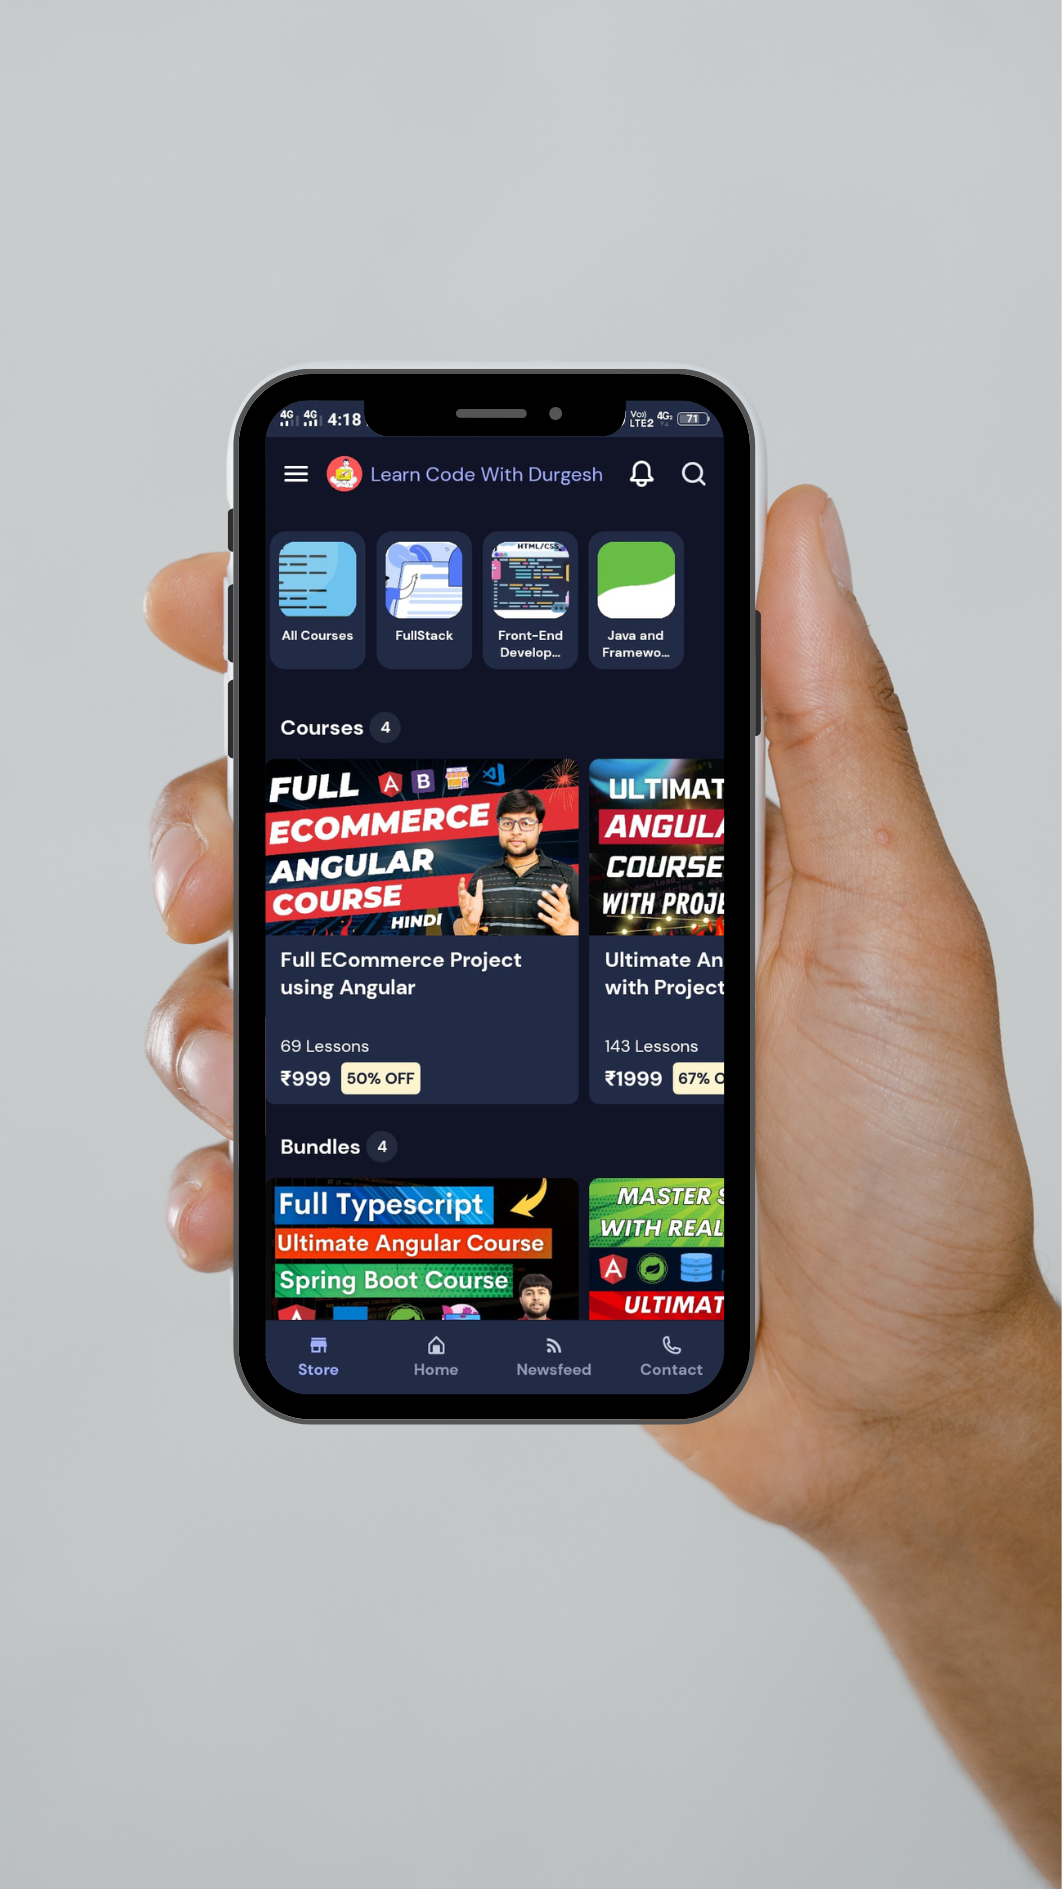 4G 4G 4:18
Vo)) LTE2 4G2 71
Learn Code With Durgesh
HTML/CSS
All Courses
FullStack
Front-End
Develop...
Java and
Framewo...
Courses 4
FULL
ECOMMERCE
ANGULAR
COURSE
HINDI
A B
ULTIMAT
ANGULA
COURSE
WITH PROJE
Full ECommerce Project
using Angular
69 Lessons
₹999 50% OFF
Ultimate An
with Project
143 Lessons
₹1999 67% O
Bundles 4
Full Typescript
Ultimate Angular Course
Spring Boot Course
MASTER S
WITH REAL
A
ULTIMAT
Store
Home
Newsfeed
Contact